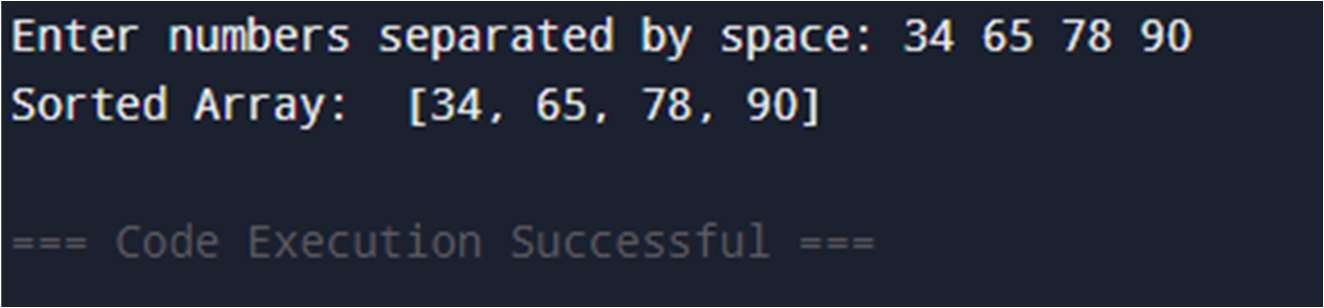 Enter numbers separated by space: 34 65 78 90
Sorted Array:  [34, 65, 78, 90]
=== Code Execution Successful ===